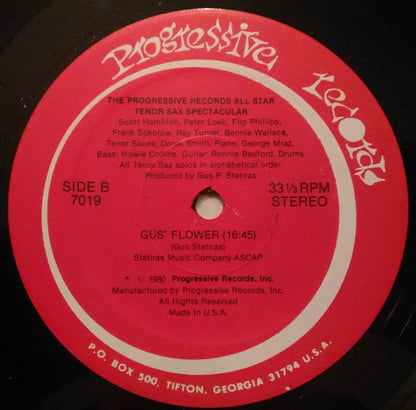 Progressive records
THE PROGRESSIVE RECORDS ALL STAR
TENOR SAX SPECTACULAR
Scott Hamilton, Peter Loeb, Flip Phillips,
Frank Sokolow, Ray Turner, Bennie Wallace,
Tenor Saxes; Derek Smith, Piano; George Mraz,
Bass; Howie Collins, Guitar; Ronnie Bedford, Drums
All Tenor Sax solos in alphabetical order
Produced by Gus P. Statiras
SIDE B
7019
33⅓ RPM
STEREO
GUS' FLOWER (16:45)
(Gus Statiras)
Statiras Music Company-ASCAP
© 1980 Progressive Records, Inc.
Manufactured by Progressive Records, Inc.
All Rights Reserved
Made In U.S.A.
P.O. BOX 500, TIFTON, GEORGIA 31794 U.S.A.